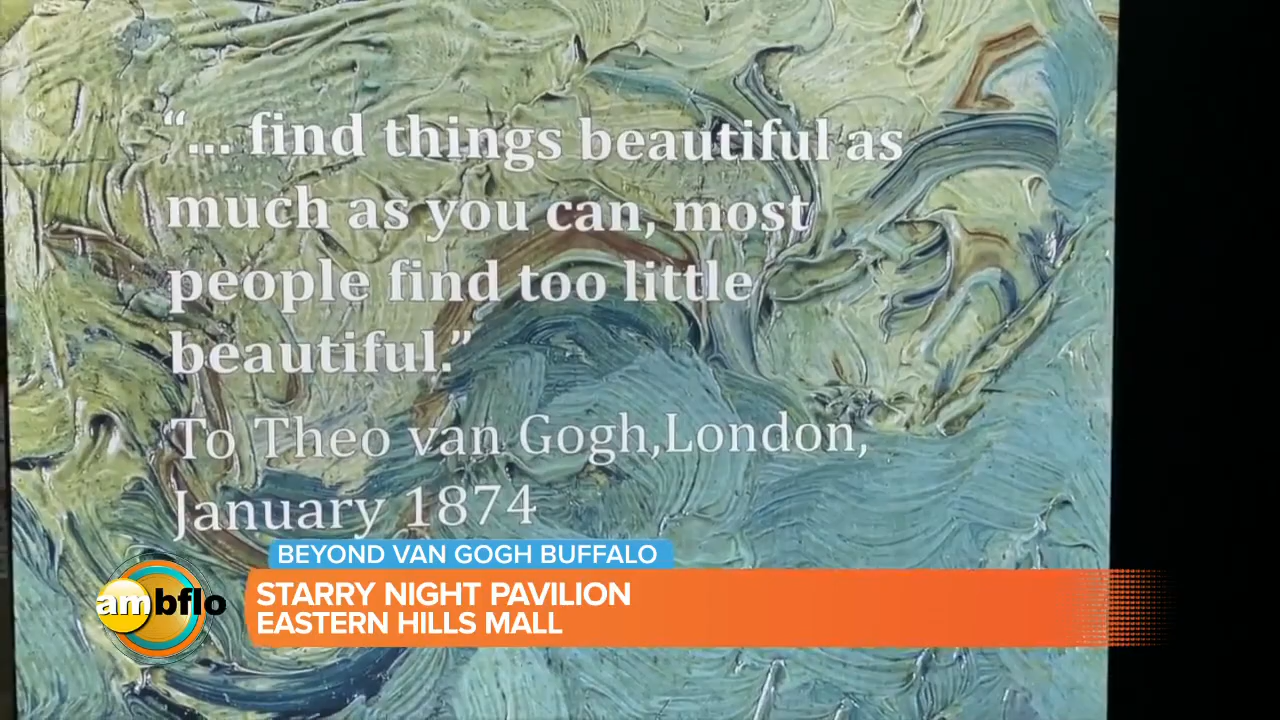 “... find things beautiful as
much as you can, most
people find too little
beautiful.”
To Theo van Gogh,London,
January 1874
BEYOND VAN GOGH BUFFALO
STARRY NIGHT PAVILION
EASTERN HILLS MALL
ambflo